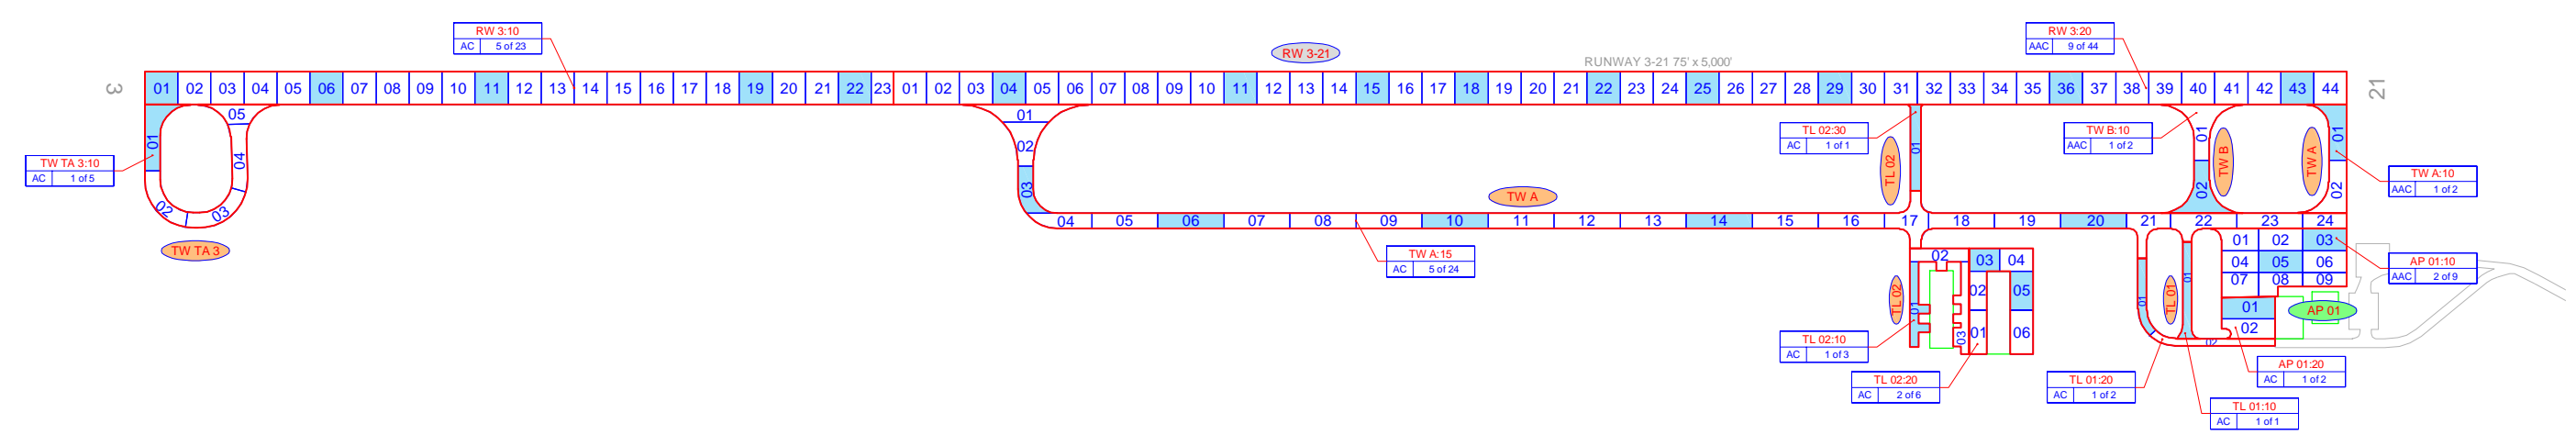 RW 3:10
AC 5 of 23
RW 3-21
RUNWAY 3-21 75' x 5,000'
RW 3:20
AAC 9 of 44
3
01 02 03 04 05 06 07 08 09 10 11 12 13 14 15 16 17 18 19 20 21 22 23 01 02 03 04 05 06 07 08 09 10 11 12 13 14 15 16 17 18 19 20 21 22 23 24 25 26 27 28 29 30 31 32 33 34 35 36 37 38 39 40 41 42 43 44
21
TW TA 3:10
AC 1 of 5
01
02
03
04
05
TW TA 3
01
02
03
TW A
04 05 06 07 08 09 10 11 12 13 14 15 16 17 18 19 20 21 22 23 24
TW A:15
AC 5 of 24
TL 02:30
AC 1 of 1
TL 02
01
TW B:10
AAC 1 of 2
01
02
TW B
TW A
01
02
TW A:10
AAC 1 of 2
01 02 03
04 05 06
07 08 09
AP 01:10
AAC 2 of 9
01
02
AP 01
AP 01:20
AC 1 of 2
TL 02
01
02
03
TL 02:10
AC 1 of 3
03 04
02 05
01 06
TL 02:20
AC 2 of 6
01
TL 01
01
02
TL 01:20
AC 1 of 2
TL 01:10
AC 1 of 1